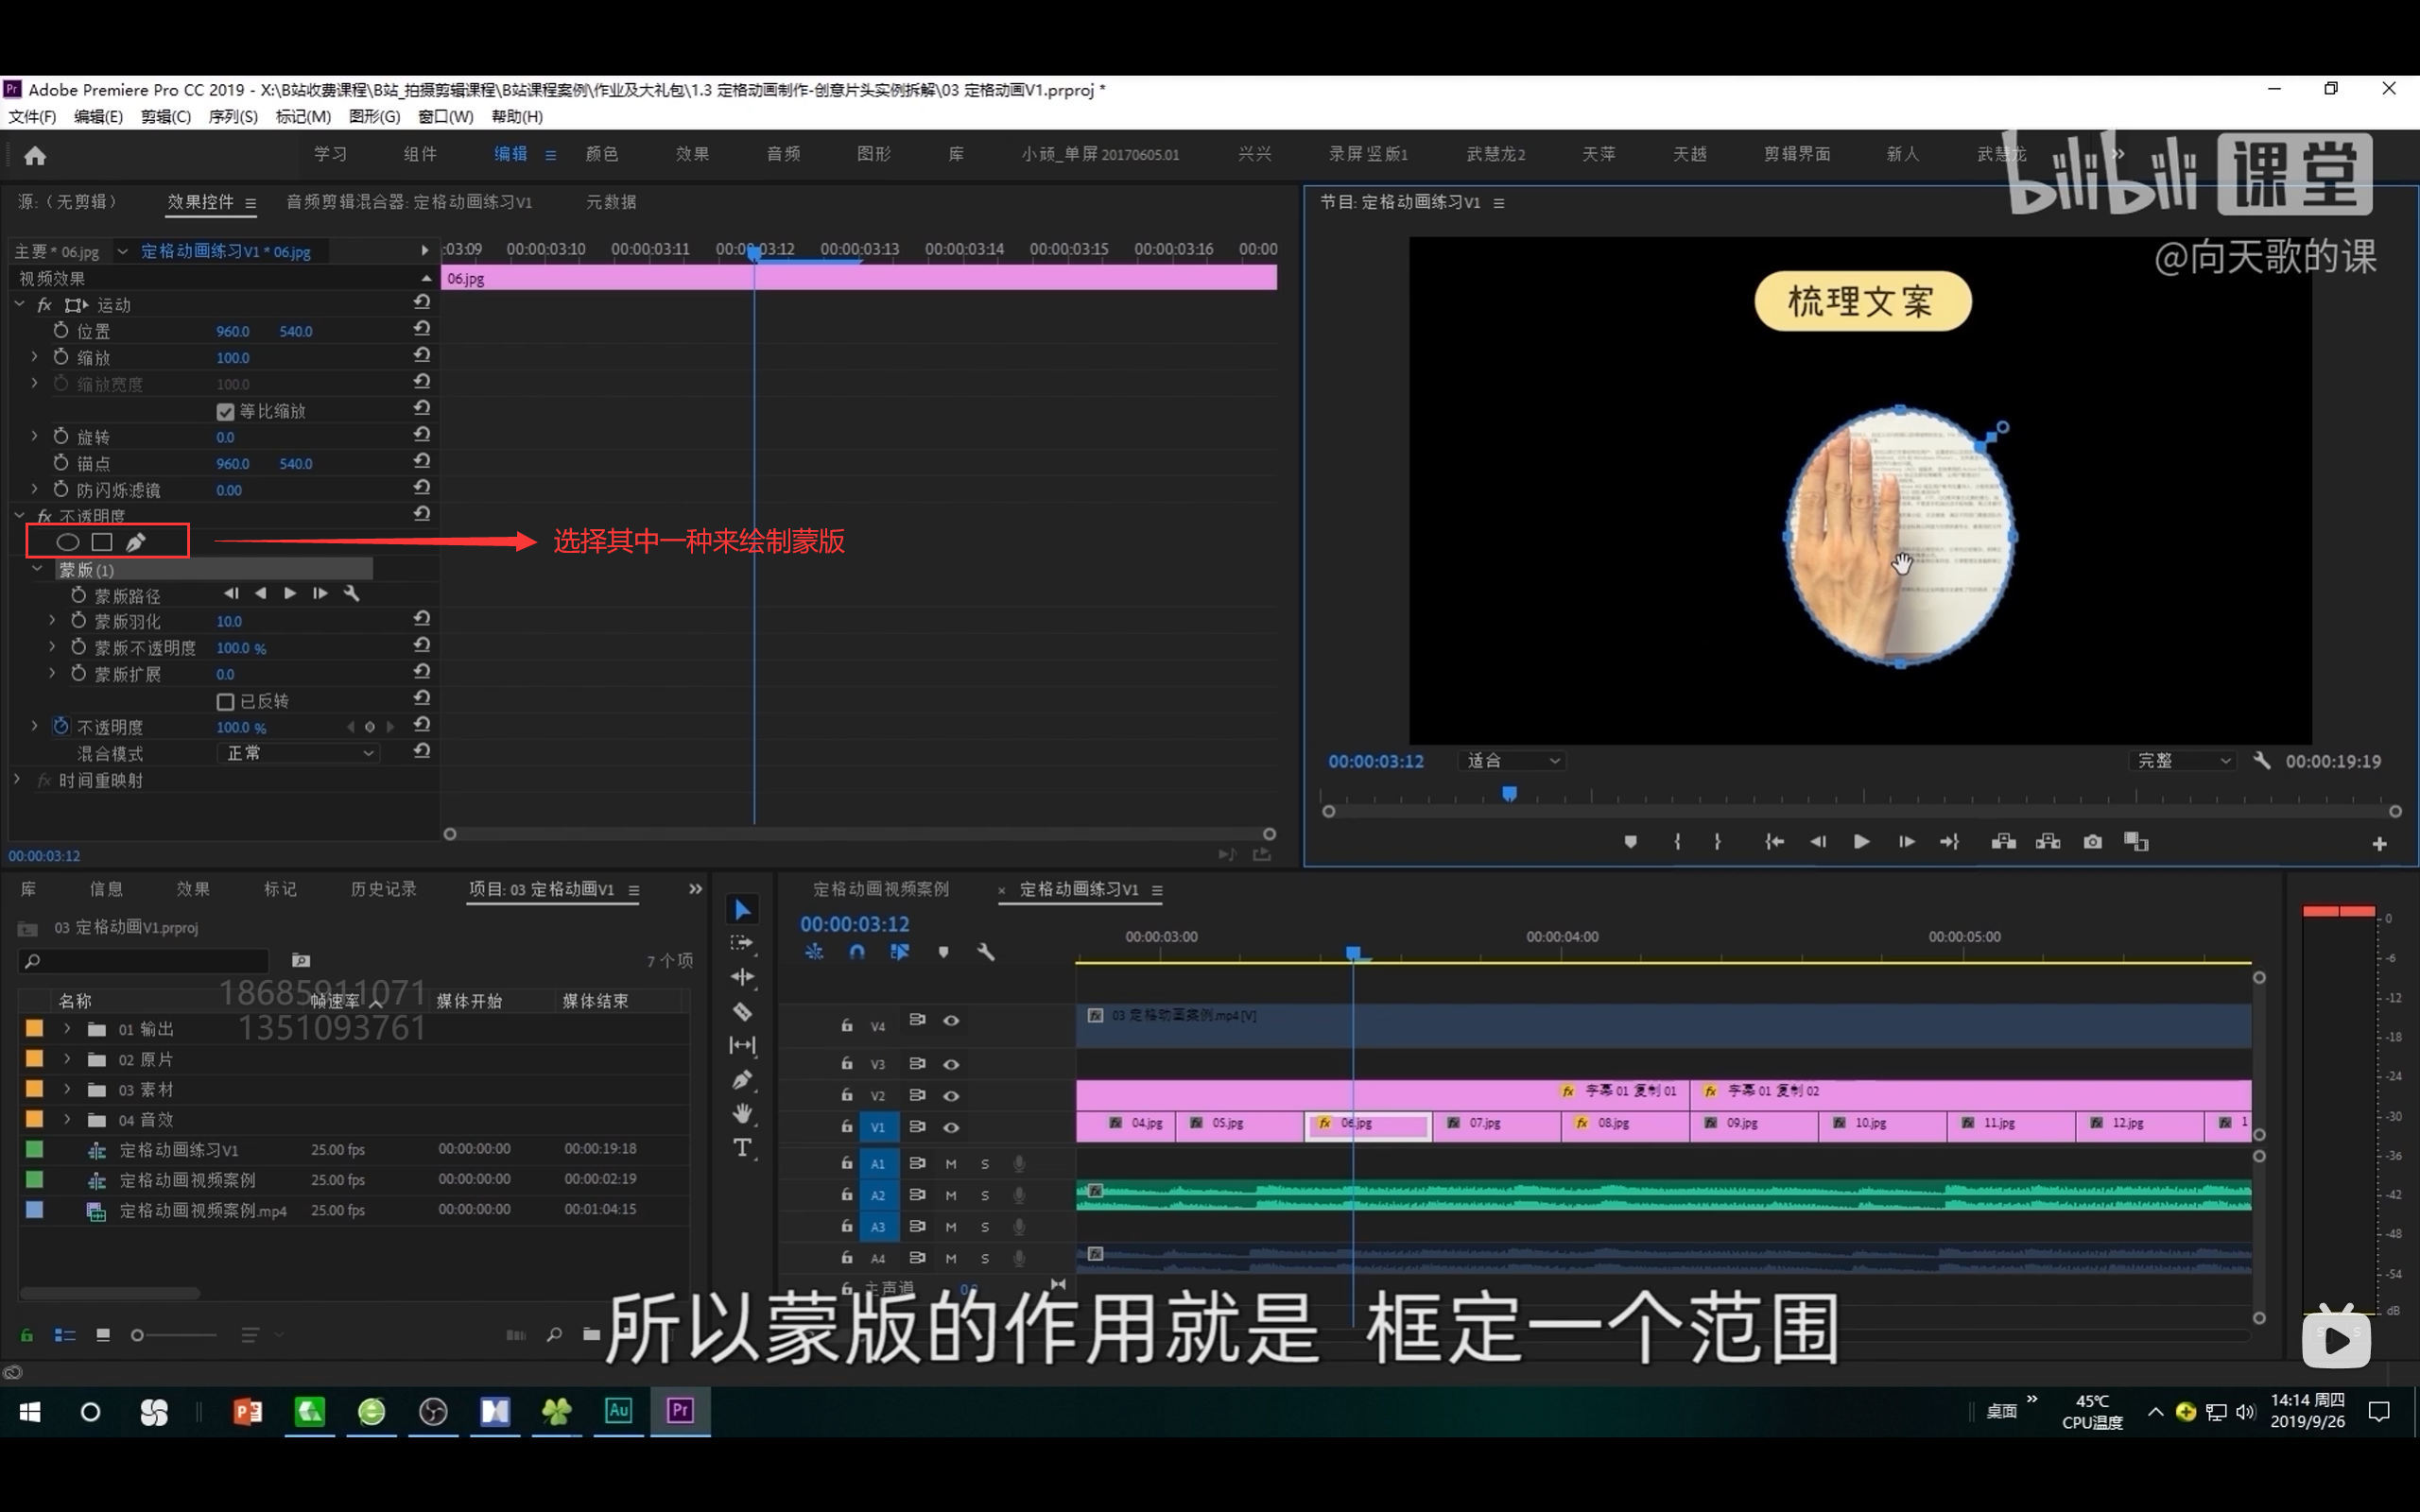 Adobe Premiere Pro CC 2019 - X:\B站收费课程\B站_拍摄剪辑课程\B站课程案例\作业及大礼包\1.3 定格动画制作-创意片头实例拆解\03 定格动画V1.prproj *
文件(F) 编辑(E) 剪辑(C) 序列(S) 标记(M) 图形(G) 窗口(W) 帮助(H)
学习 组件 编辑 颜色 效果 音频 图形 库 小顽_单屏20170605.01 兴兴 录屏竖版1 武慧龙2 天萍 天越 剪辑界面 新人 武慧龙
bilibili 课堂
@向天歌的课
源:（无剪辑） 效果控件 音频剪辑混合器: 定格动画练习V1 元数据
主要 * 06.jpg 定格动画练习V1 * 06.jpg
:03:09 00:00:03:10 00:00:03:11 00:00:03:12 00:00:03:13 00:00:03:14 00:00:03:15 00:00:03:16 00:00
视频效果
06.jpg
fx 运动
位置 960.0 540.0
缩放 100.0
缩放宽度 100.0
等比缩放
旋转 0.0
锚点 960.0 540.0
防闪烁滤镜 0.00
fx 不透明度
选择其中一种来绘制蒙版
蒙版(1)
蒙版路径
蒙版羽化 10.0
蒙版不透明度 100.0 %
蒙版扩展 0.0
已反转
不透明度 100.0 %
混合模式 正常
fx 时间重映射
00:00:03:12
节目: 定格动画练习V1
梳理文案
00:00:03:12 适合 完整 00:00:19:19
库 信息 效果 标记 历史记录 项目: 03 定格动画V1
03 定格动画V1.prproj
7 个项
18685911071
1351093761
名称 帧速率 媒体开始 媒体结束
01 输出
02 原片
03 素材
04 音效
定格动画练习V1 25.00 fps 00:00:00:00 00:00:19:18
定格动画视频案例 25.00 fps 00:00:00:00 00:00:02:19
定格动画视频案例.mp4 25.00 fps 00:00:00:00 00:01:04:15
定格动画视频案例 × 定格动画练习V1
00:00:03:12
00:00:03:00 00:00:04:00 00:00:05:00
V4 fx 03 定格动画案例.mp4 [V]
V3
V2 fx 字幕 01 复制 01 fx 字幕 01 复制 02
V1 fx 04.jpg fx 05.jpg fx 06.jpg fx 07.jpg fx 08.jpg fx 09.jpg fx 10.jpg fx 11.jpg fx 12.jpg fx 1
A1 M S
A2 M S fx
A3 M S
A4 M S fx
主声道 0.0
0
-6
-12
-18
-24
-30
-36
-42
-48
-54
dB
S S
所以蒙版的作用就是 框定一个范围
Au Pr
桌面
45℃
CPU温度
14:14 周四
2019/9/26